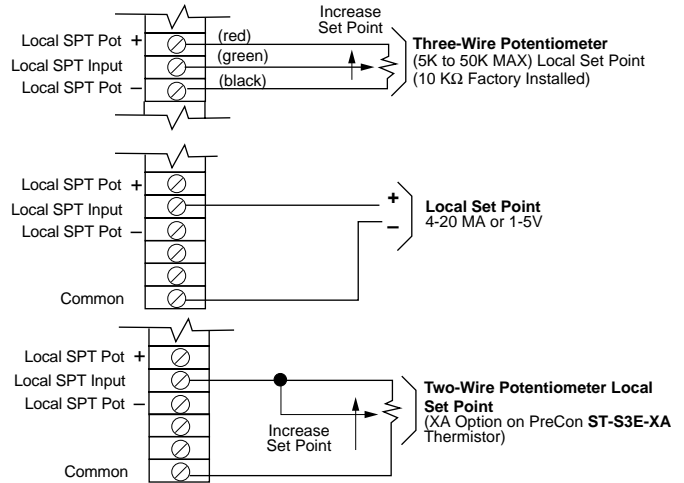 Increase
Set Point
Local SPT Pot +
(red)
Three-Wire Potentiometer
Local SPT Input
(green)
(5K to 50K MAX) Local Set Point
Local SPT Pot –
(black)
(10 KΩ Factory Installed)
Local SPT Pot +
Local SPT Input
+
Local Set Point
Local SPT Pot –
–
4-20 MA or 1-5V
Common
Local SPT Pot +
Local SPT Input
Two-Wire Potentiometer Local
Local SPT Pot –
Set Point
Increase
Set Point
(XA Option on PreCon ST-S3E-XA
Thermistor)
Common